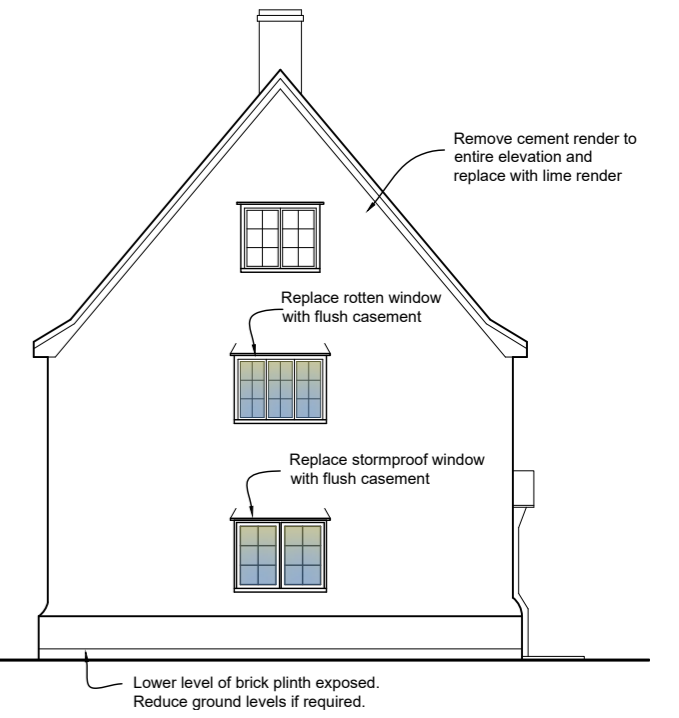 Remove cement render to
entire elevation and
replace with lime render
Replace rotten window
with flush casement
Replace stormproof window
with flush casement
Lower level of brick plinth exposed.
Reduce ground levels if required.